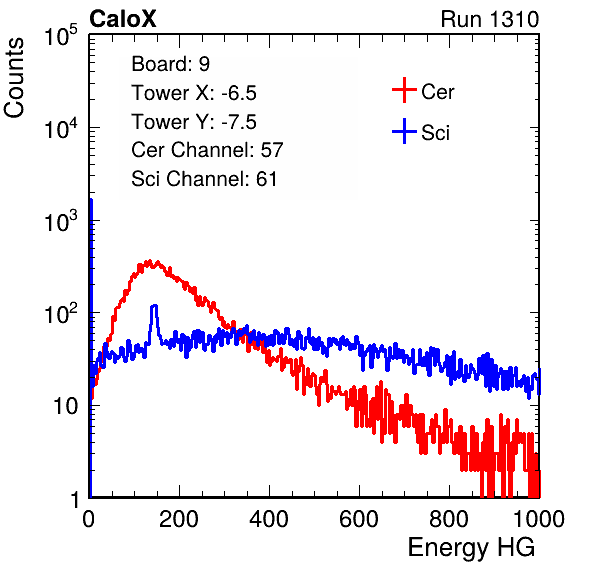 CaloX Run 1310
Counts
10^5
10^4
10^3
10^2
10
1
Board: 9
Tower X: -6.5
Tower Y: -7.5
Cer Channel: 57
Sci Channel: 61
Cer
Sci
0 200 400 600 800 1000
Energy HG